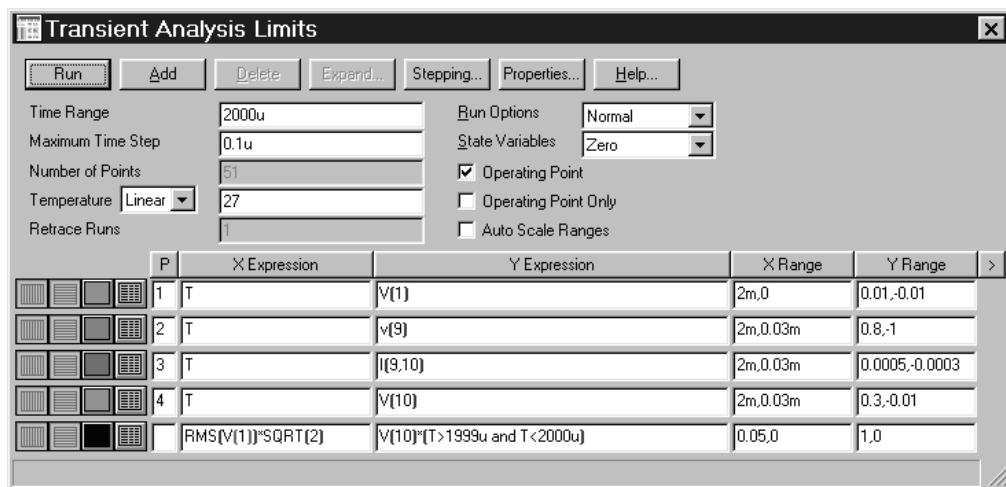 Transient Analysis Limits
Run Add Delete Expand... Stepping... Properties... Help...
Time Range 2000u Run Options Normal
Maximum Time Step 0.1u State Variables Zero
Number of Points 51 Operating Point
Temperature Linear 27 Operating Point Only
Retrace Runs 1 Auto Scale Ranges
P X Expression Y Expression X Range Y Range >
1 T V(1) 2m,0 0.01,-0.01
2 T v(9) 2m,0.03m 0.8,-1
3 T I(9,10) 2m,0.03m 0.0005,-0.0003
4 T V(10) 2m,0.03m 0.3,-0.01
RMS(V(1))*SQRT(2) V(10)*(T>1999u and T<2000u) 0.05,0 1,0